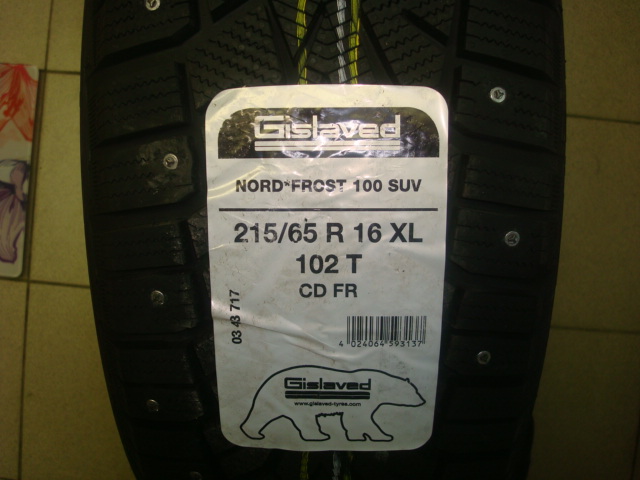 Gislaved
NORD*FROST 100 SUV
215/65 R 16 XL
102 T
CD FR
03 43 717
4 024064 593137
Gislaved
www.gislaved-tyres.com